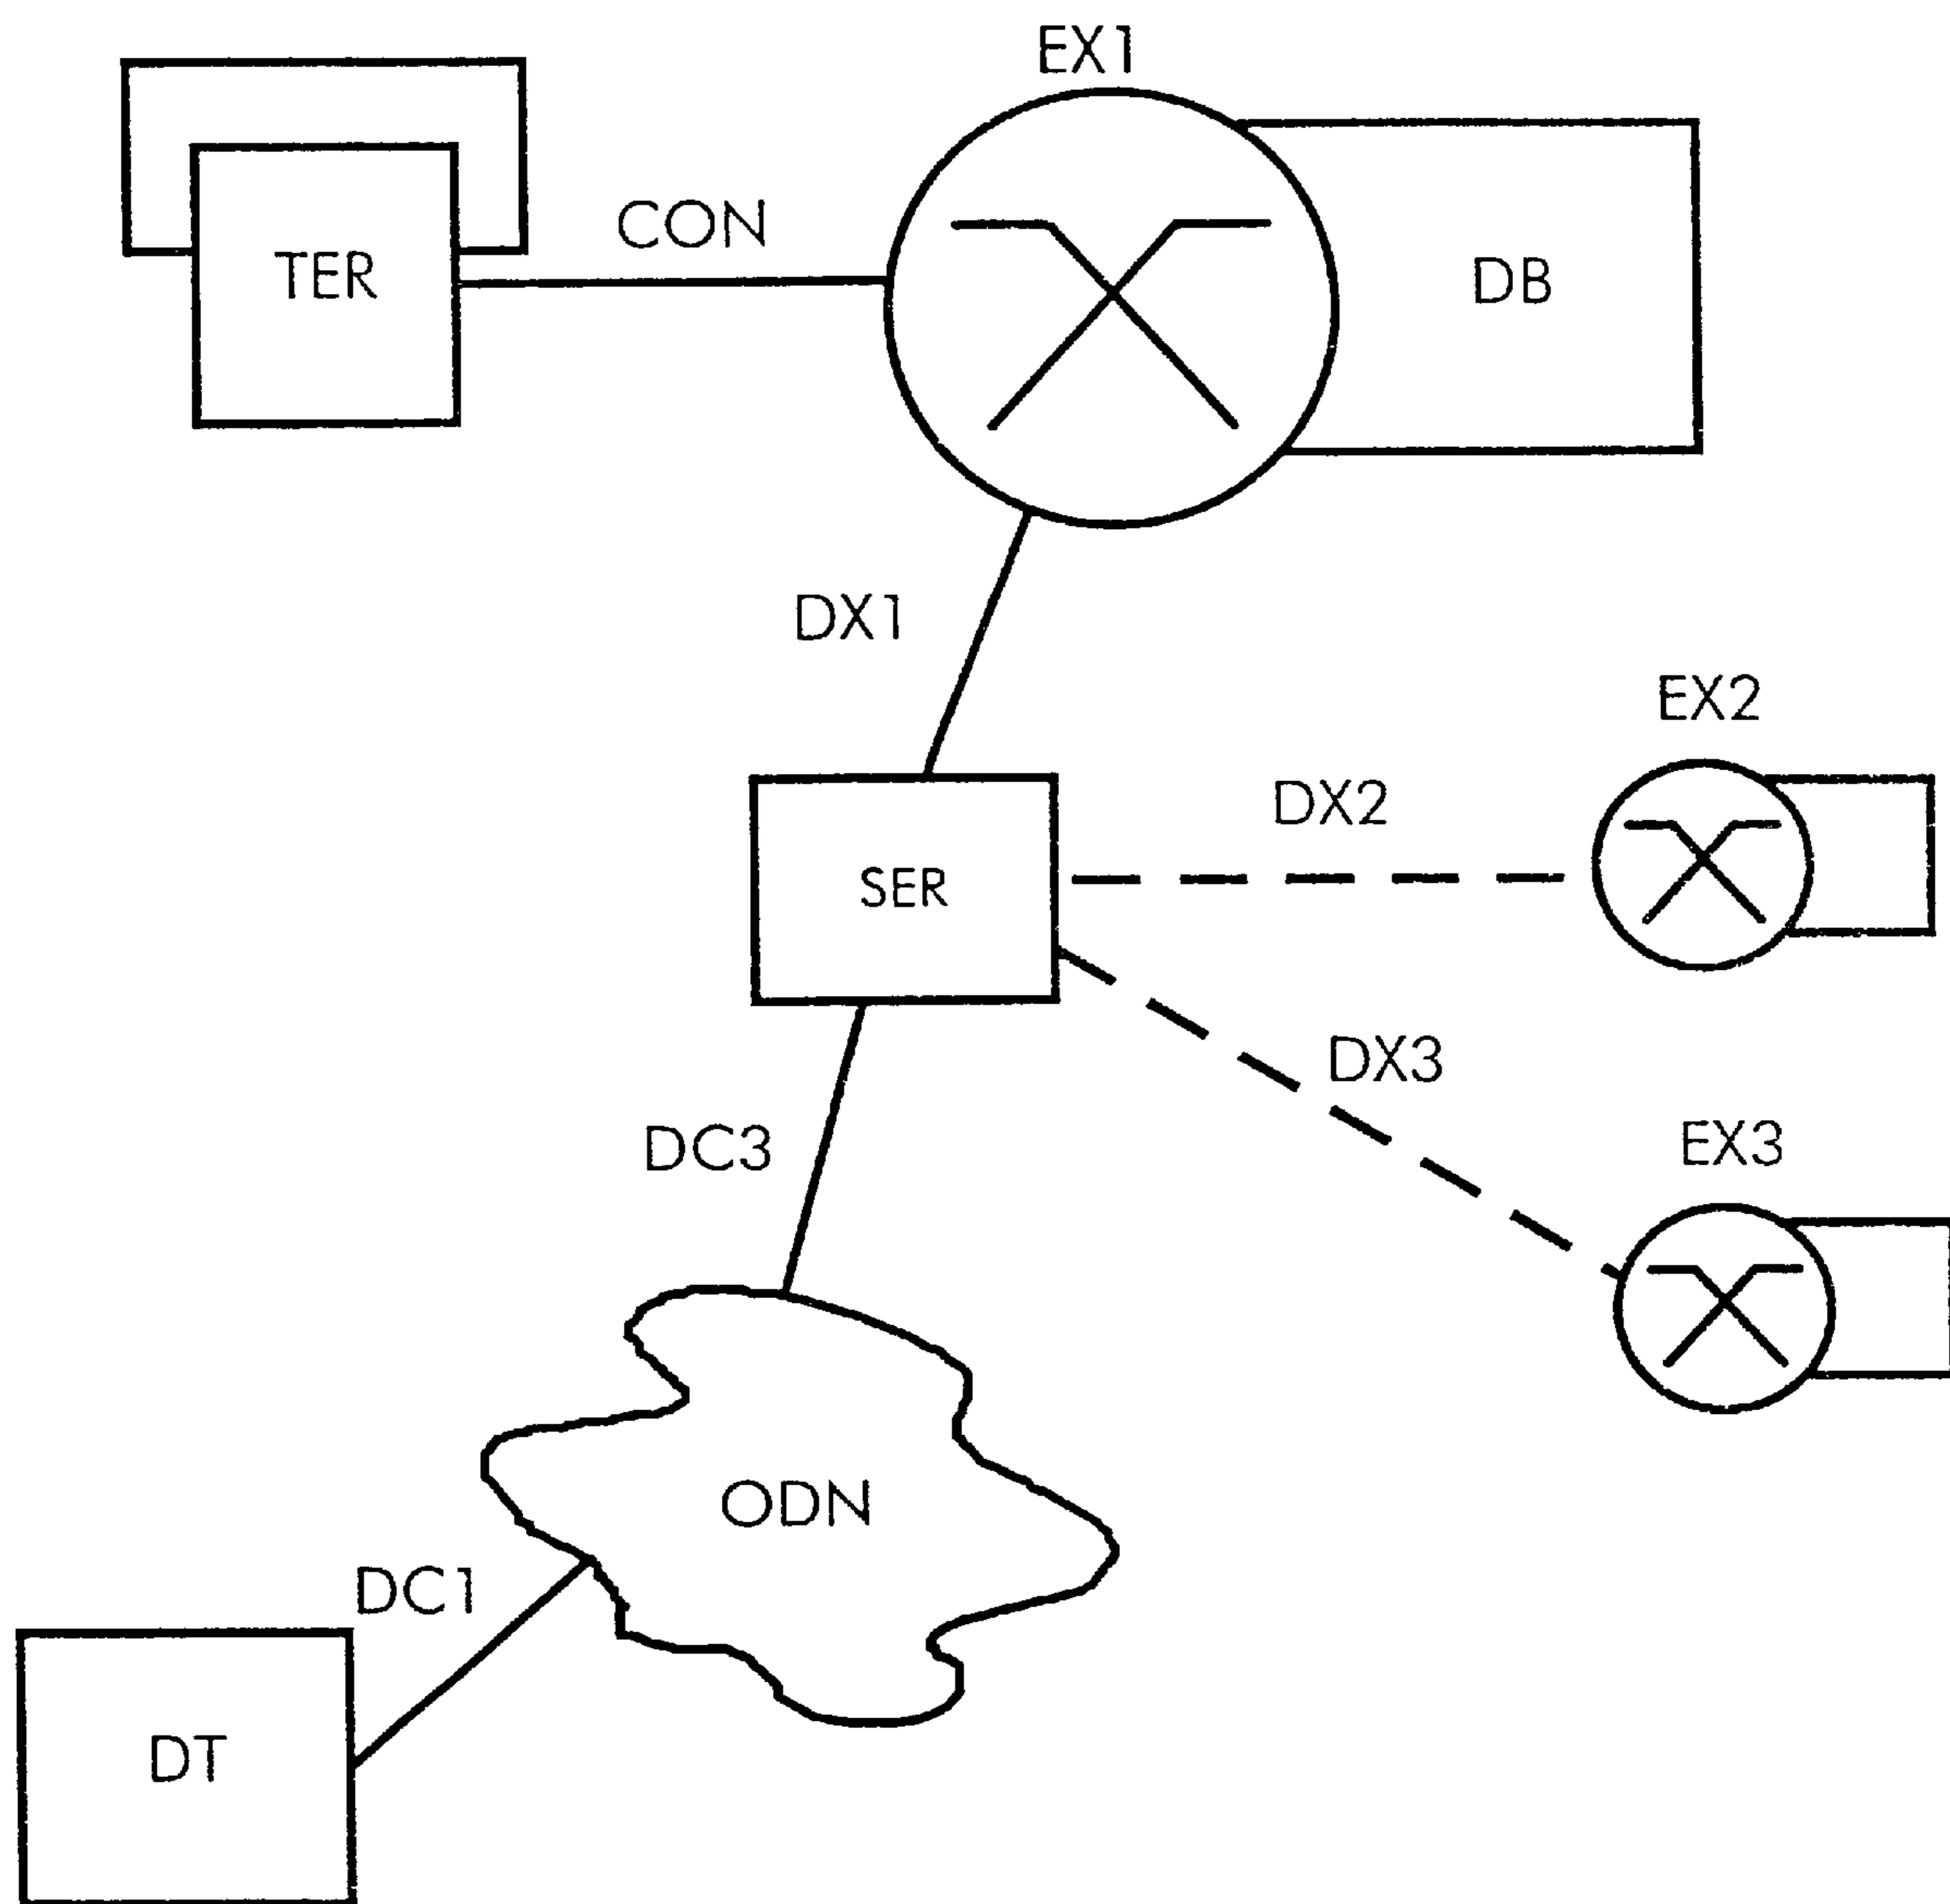 EX1
CON
TER
DB
DX1
EX2
DX2
SER
DX3
EX3
DC3
ODN
DC1
DT